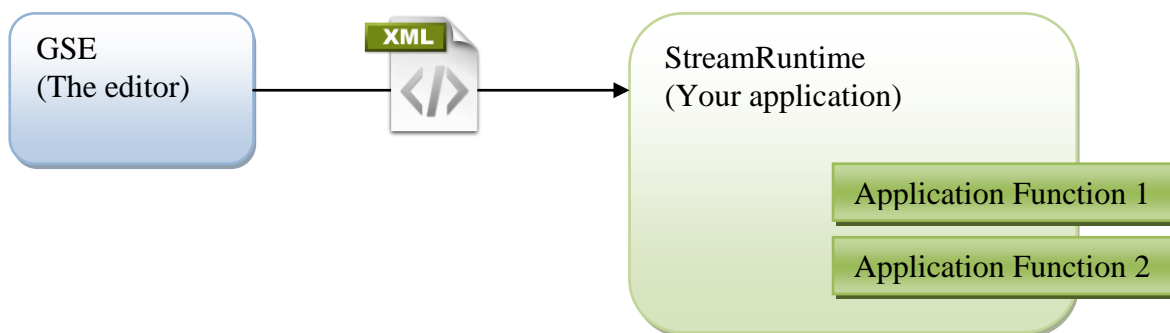 GSE
(The editor)
XML
</>
StreamRuntime
(Your application)
Application Function 1
Application Function 2